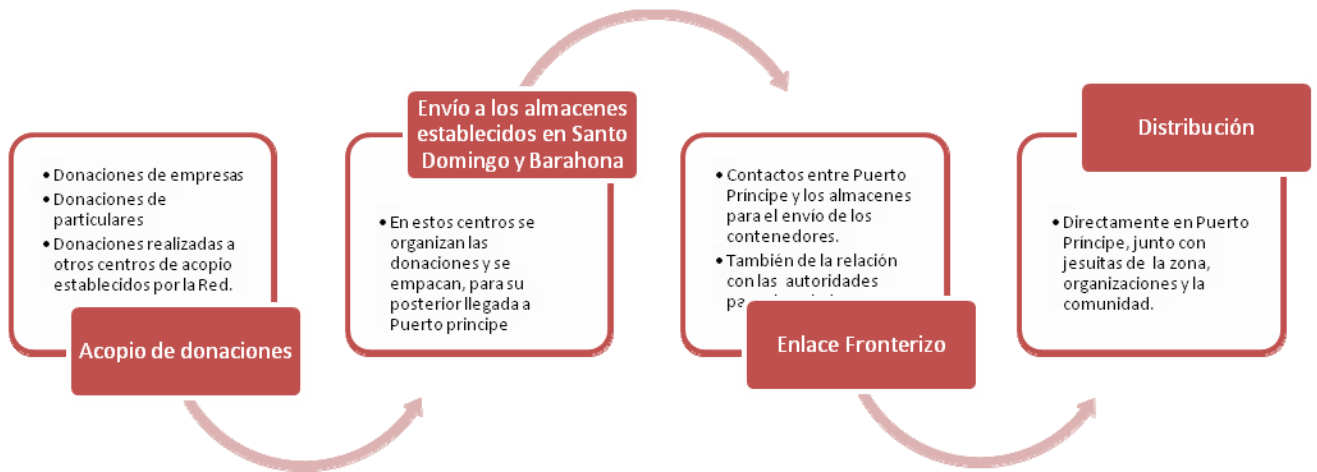 • Donaciones de empresas
• Donaciones de
particulares
• Donaciones realizadas a
otros centros de acopio
establecidos por la Red.
Acopio de donaciones
Envío a los almacenes
establecidos en Santo
Domingo y Barahona
• En estos centros se
organizan las
donaciones y se
empacan, para su
posterior llegada a
Puerto principe
• Contactos entre Puerto
Príncipe y los almacenes
para el envío de los
contenedores.
• También de la relación
con las autoridades
Enlace Fronterizo
Distribución
• Directamente en Puerto
Príncipe, junto con
jesuitas de la zona,
organizaciones y la
comunidad.